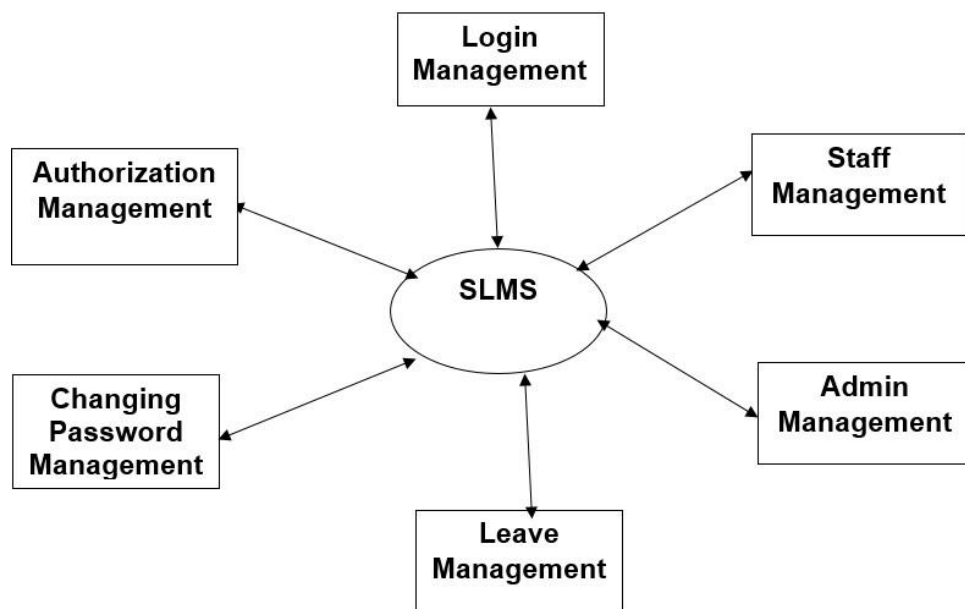 Login
Management
Authorization
Management
Staff
Management
SLMS
Changing
Password
Management
Admin
Management
Leave
Management